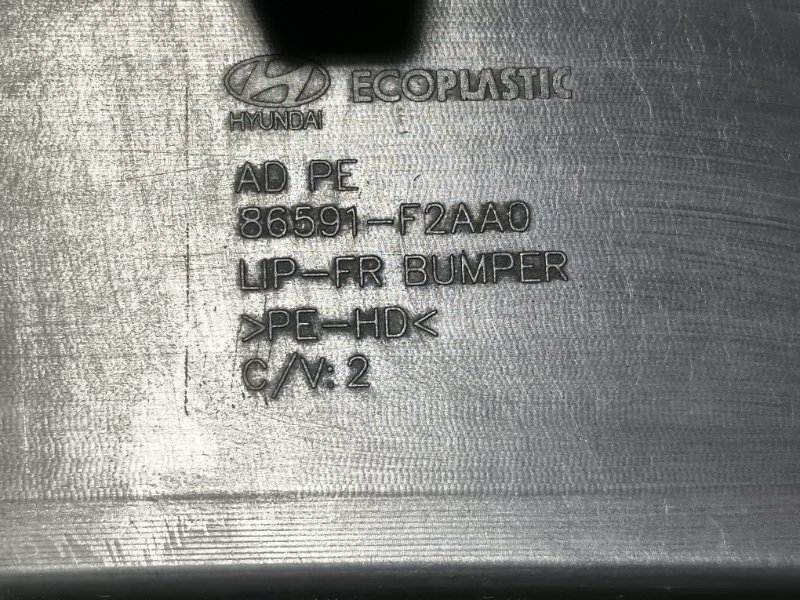 HYUNDAI ECOPLASTIC
AD PE
86591-F2AA0
LIP-FR BUMPER
>PE-HD<
C/V: 2